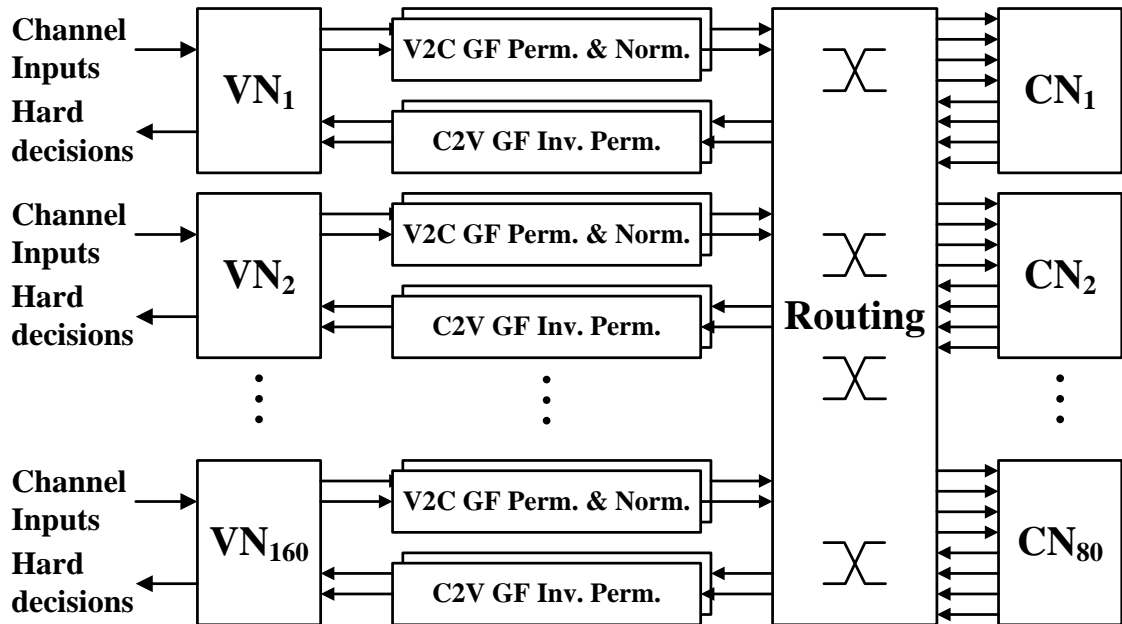 Channel
Inputs
Hard
decisions
VN₁
V2C GF Perm. & Norm.
C2V GF Inv. Perm.
CN₁
Channel
Inputs
Hard
decisions
VN₂
V2C GF Perm. & Norm.
C2V GF Inv. Perm.
Routing
CN₂
Channel
Inputs
Hard
decisions
VN₁₆₀
V2C GF Perm. & Norm.
C2V GF Inv. Perm.
CN₈₀